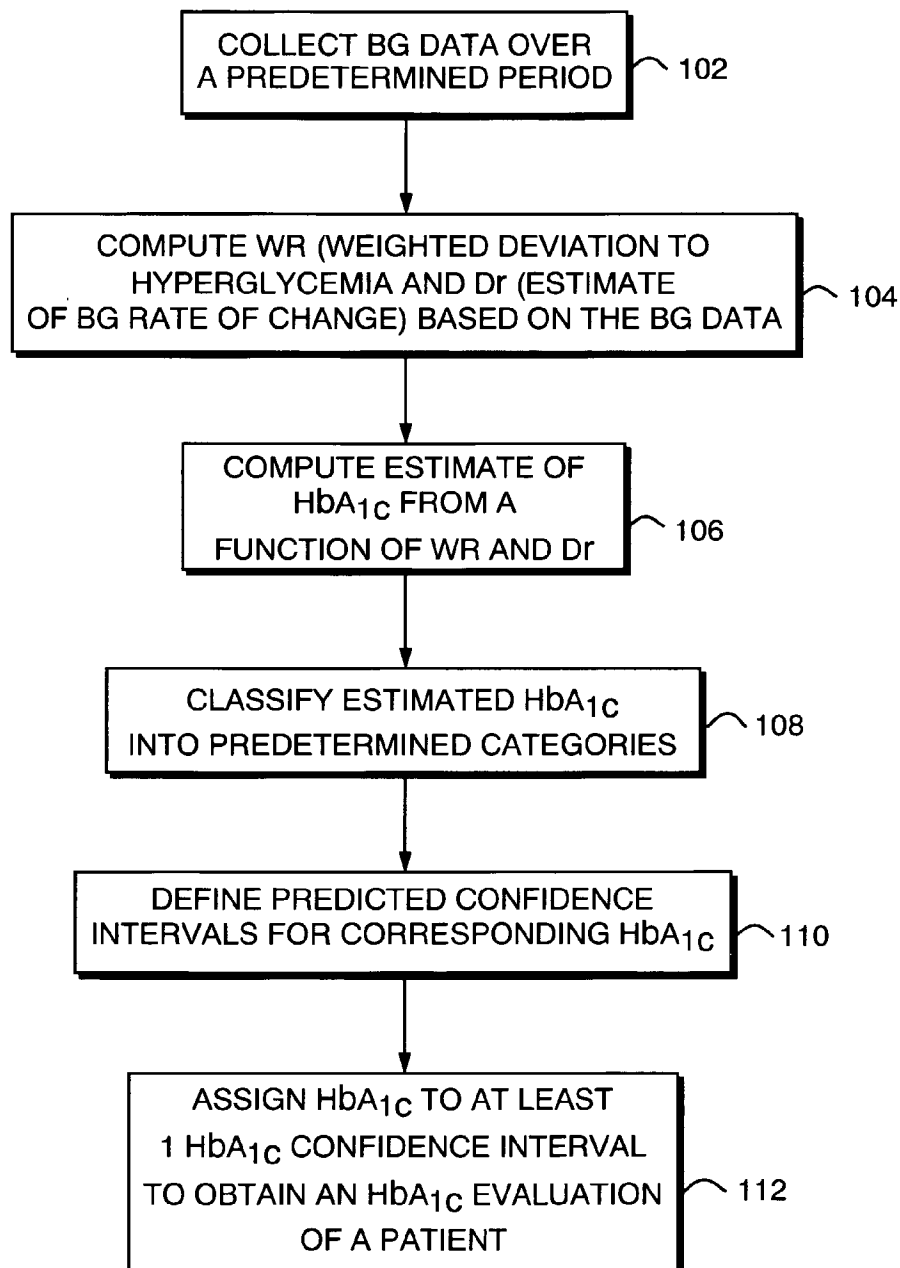 COLLECT BG DATA OVER
A PREDETERMINED PERIOD
102
COMPUTE WR (WEIGHTED DEVIATION TO
HYPERGLYCEMIA AND Dr (ESTIMATE
OF BG RATE OF CHANGE) BASED ON THE BG DATA
104
COMPUTE ESTIMATE OF
HbA1C FROM A
FUNCTION OF WR AND Dr
106
CLASSIFY ESTIMATED HbA1C
INTO PREDETERMINED CATEGORIES
108
DEFINE PREDICTED CONFIDENCE
INTERVALS FOR CORRESPONDING HbA1C
110
ASSIGN HbA1C TO AT LEAST
1 HbA1C CONFIDENCE INTERVAL
TO OBTAIN AN HbA1C EVALUATION
OF A PATIENT
112